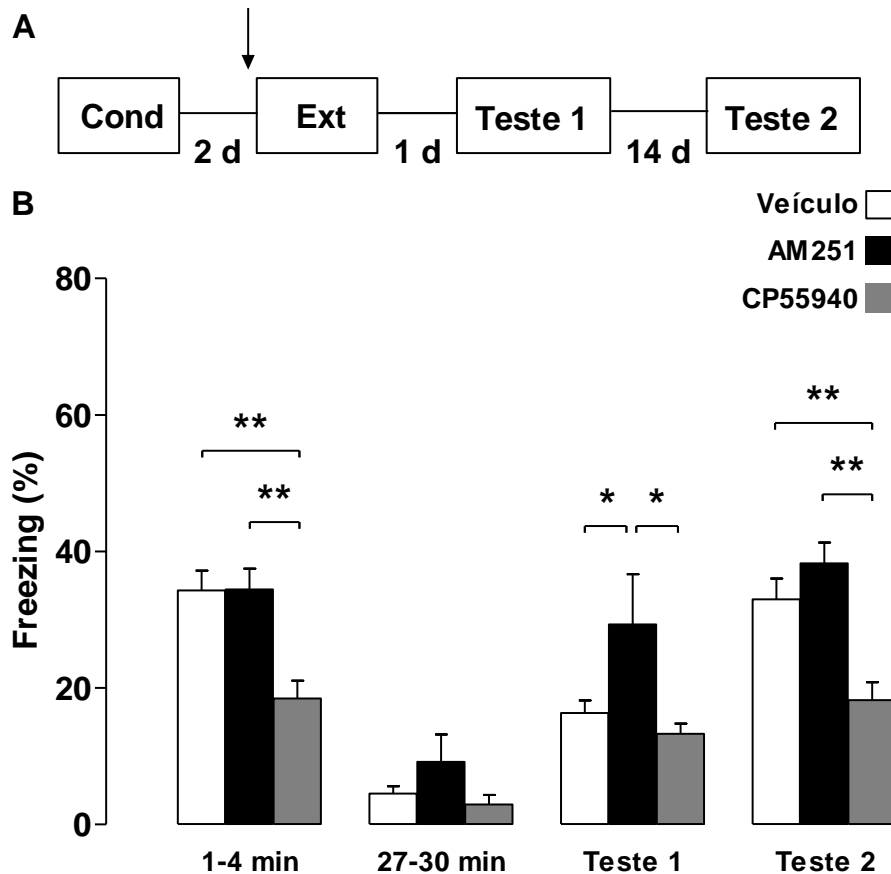 A
Cond
Ext
Teste 1
Teste 2
2 d
1 d
14 d
B
Veículo
AM251
CP55940
Freezing (%)
80
60
40
20
0
**
**
*
*
**
**
1-4 min
27-30 min
Teste 1
Teste 2